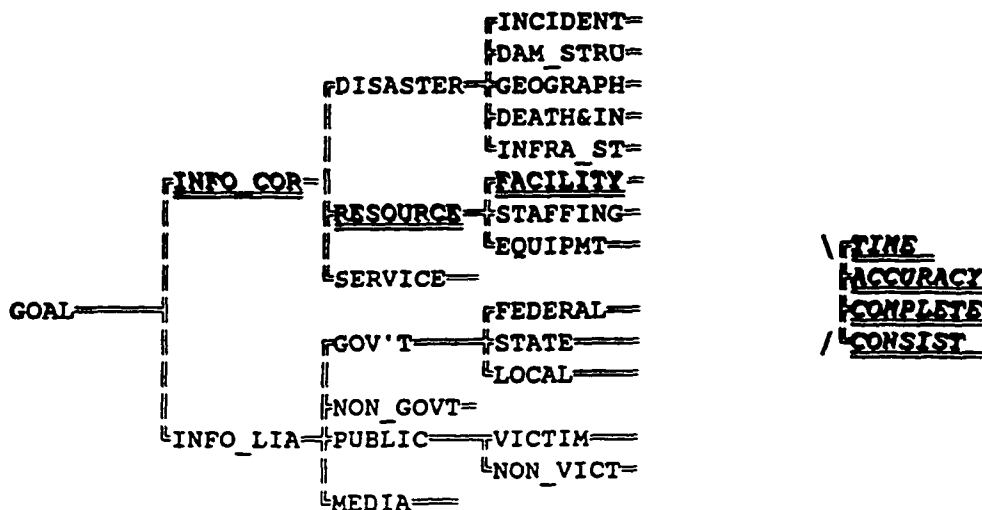 INCIDENT
DAM_STRU
DISASTER GEOGRAPH
DEATH&IN
INFRA_ST
INFO_COR FACILITY
RESOURCE STAFFING
EQUIPMT \ TIME
SERVICE ACCURACY
GOAL FEDERAL COMPLETE
GOV'T STATE / CONSIST
LOCAL
NON_GOVT
INFO_LIA PUBLIC VICTIM
NON_VICT
MEDIA